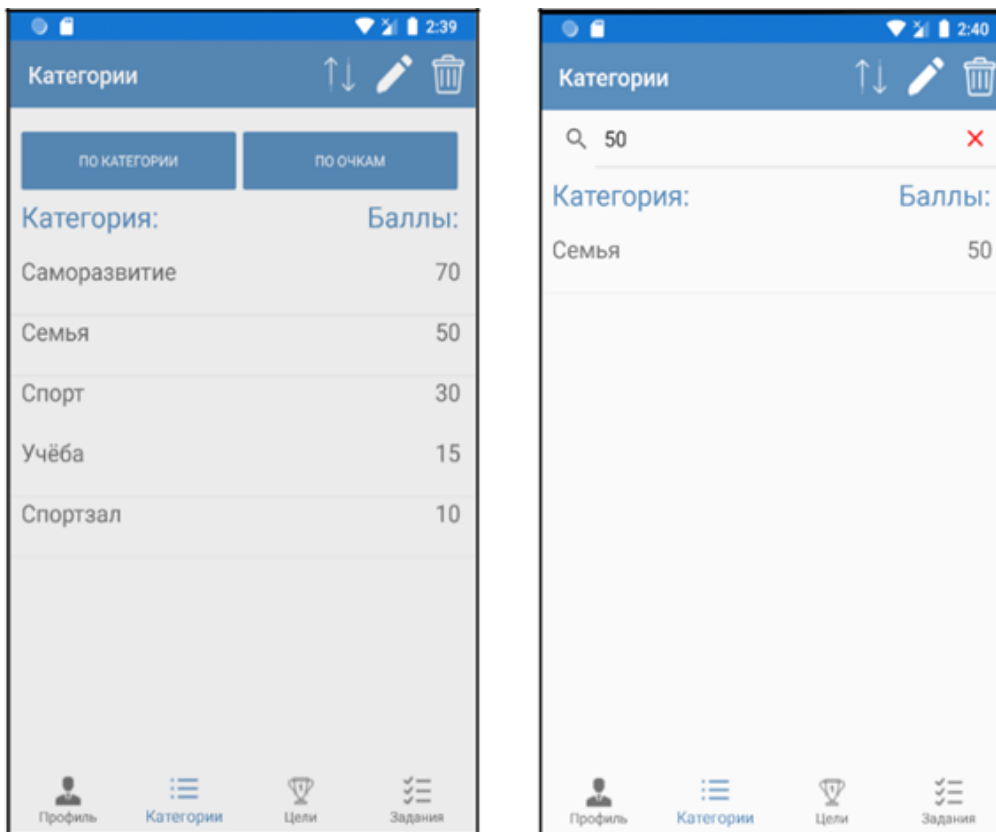 2:39
Категории
ПО КАТЕГОРИИ ПО ОЧКАМ
Категория: Баллы:
Саморазвитие 70
Семья 50
Спорт 30
Учёба 15
Спортзал 10
Профиль Категории Цели Задания
2:40
Категории
50
Категория: Баллы:
Семья 50
Профиль Категории Цели Задания